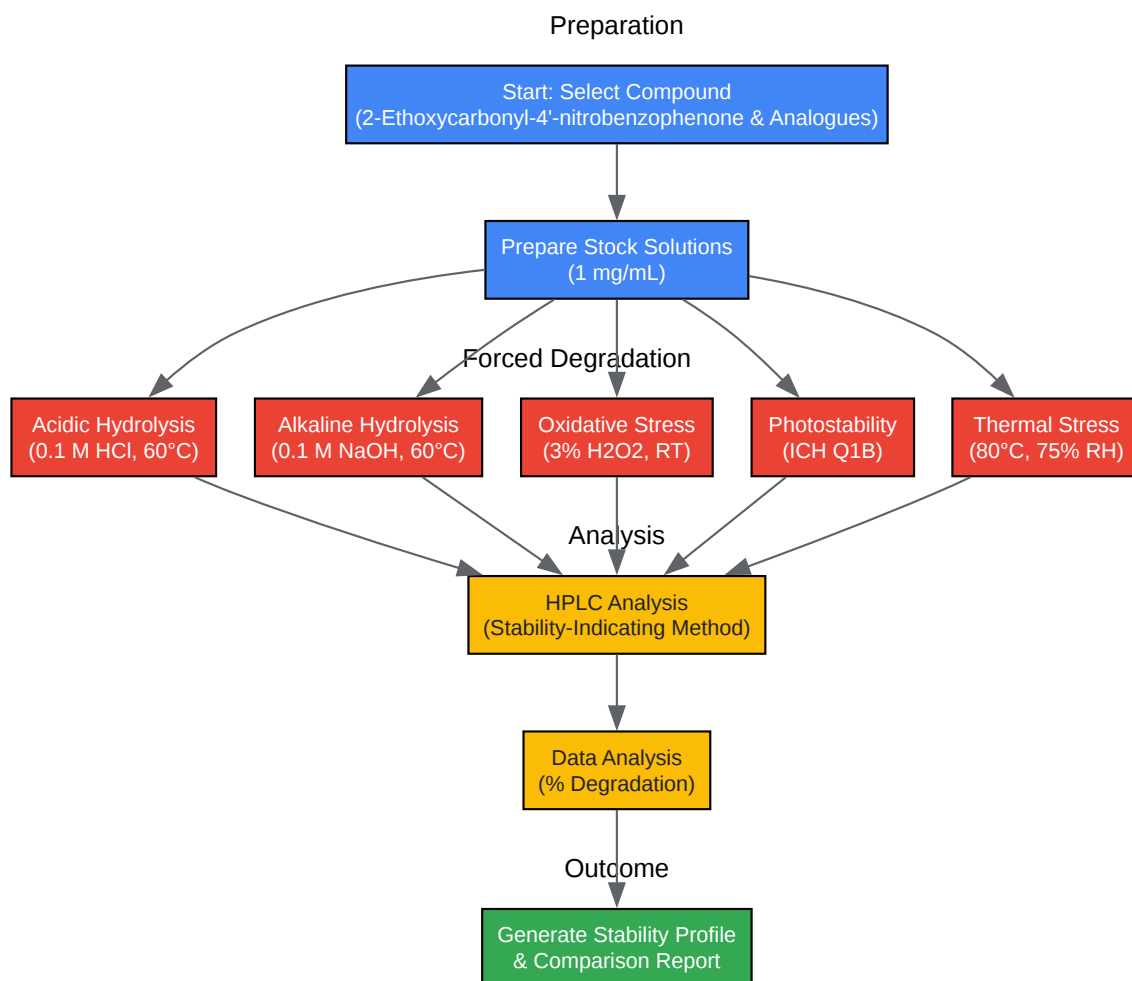 Preparation
Start: Select Compound
(2-Ethoxycarbonyl-4'-nitrobenzophenone & Analogues)
Prepare Stock Solutions
(1 mg/mL)
Forced Degradation
Acidic Hydrolysis
(0.1 M HCl, 60°C)
Alkaline Hydrolysis
(0.1 M NaOH, 60°C)
Oxidative Stress
(3% H2O2, RT)
Photostability
(ICH Q1B)
Thermal Stress
(80°C, 75% RH)
Analysis
HPLC Analysis
(Stability-Indicating Method)
Data Analysis
(% Degradation)
Outcome
Generate Stability Profile
& Comparison Report